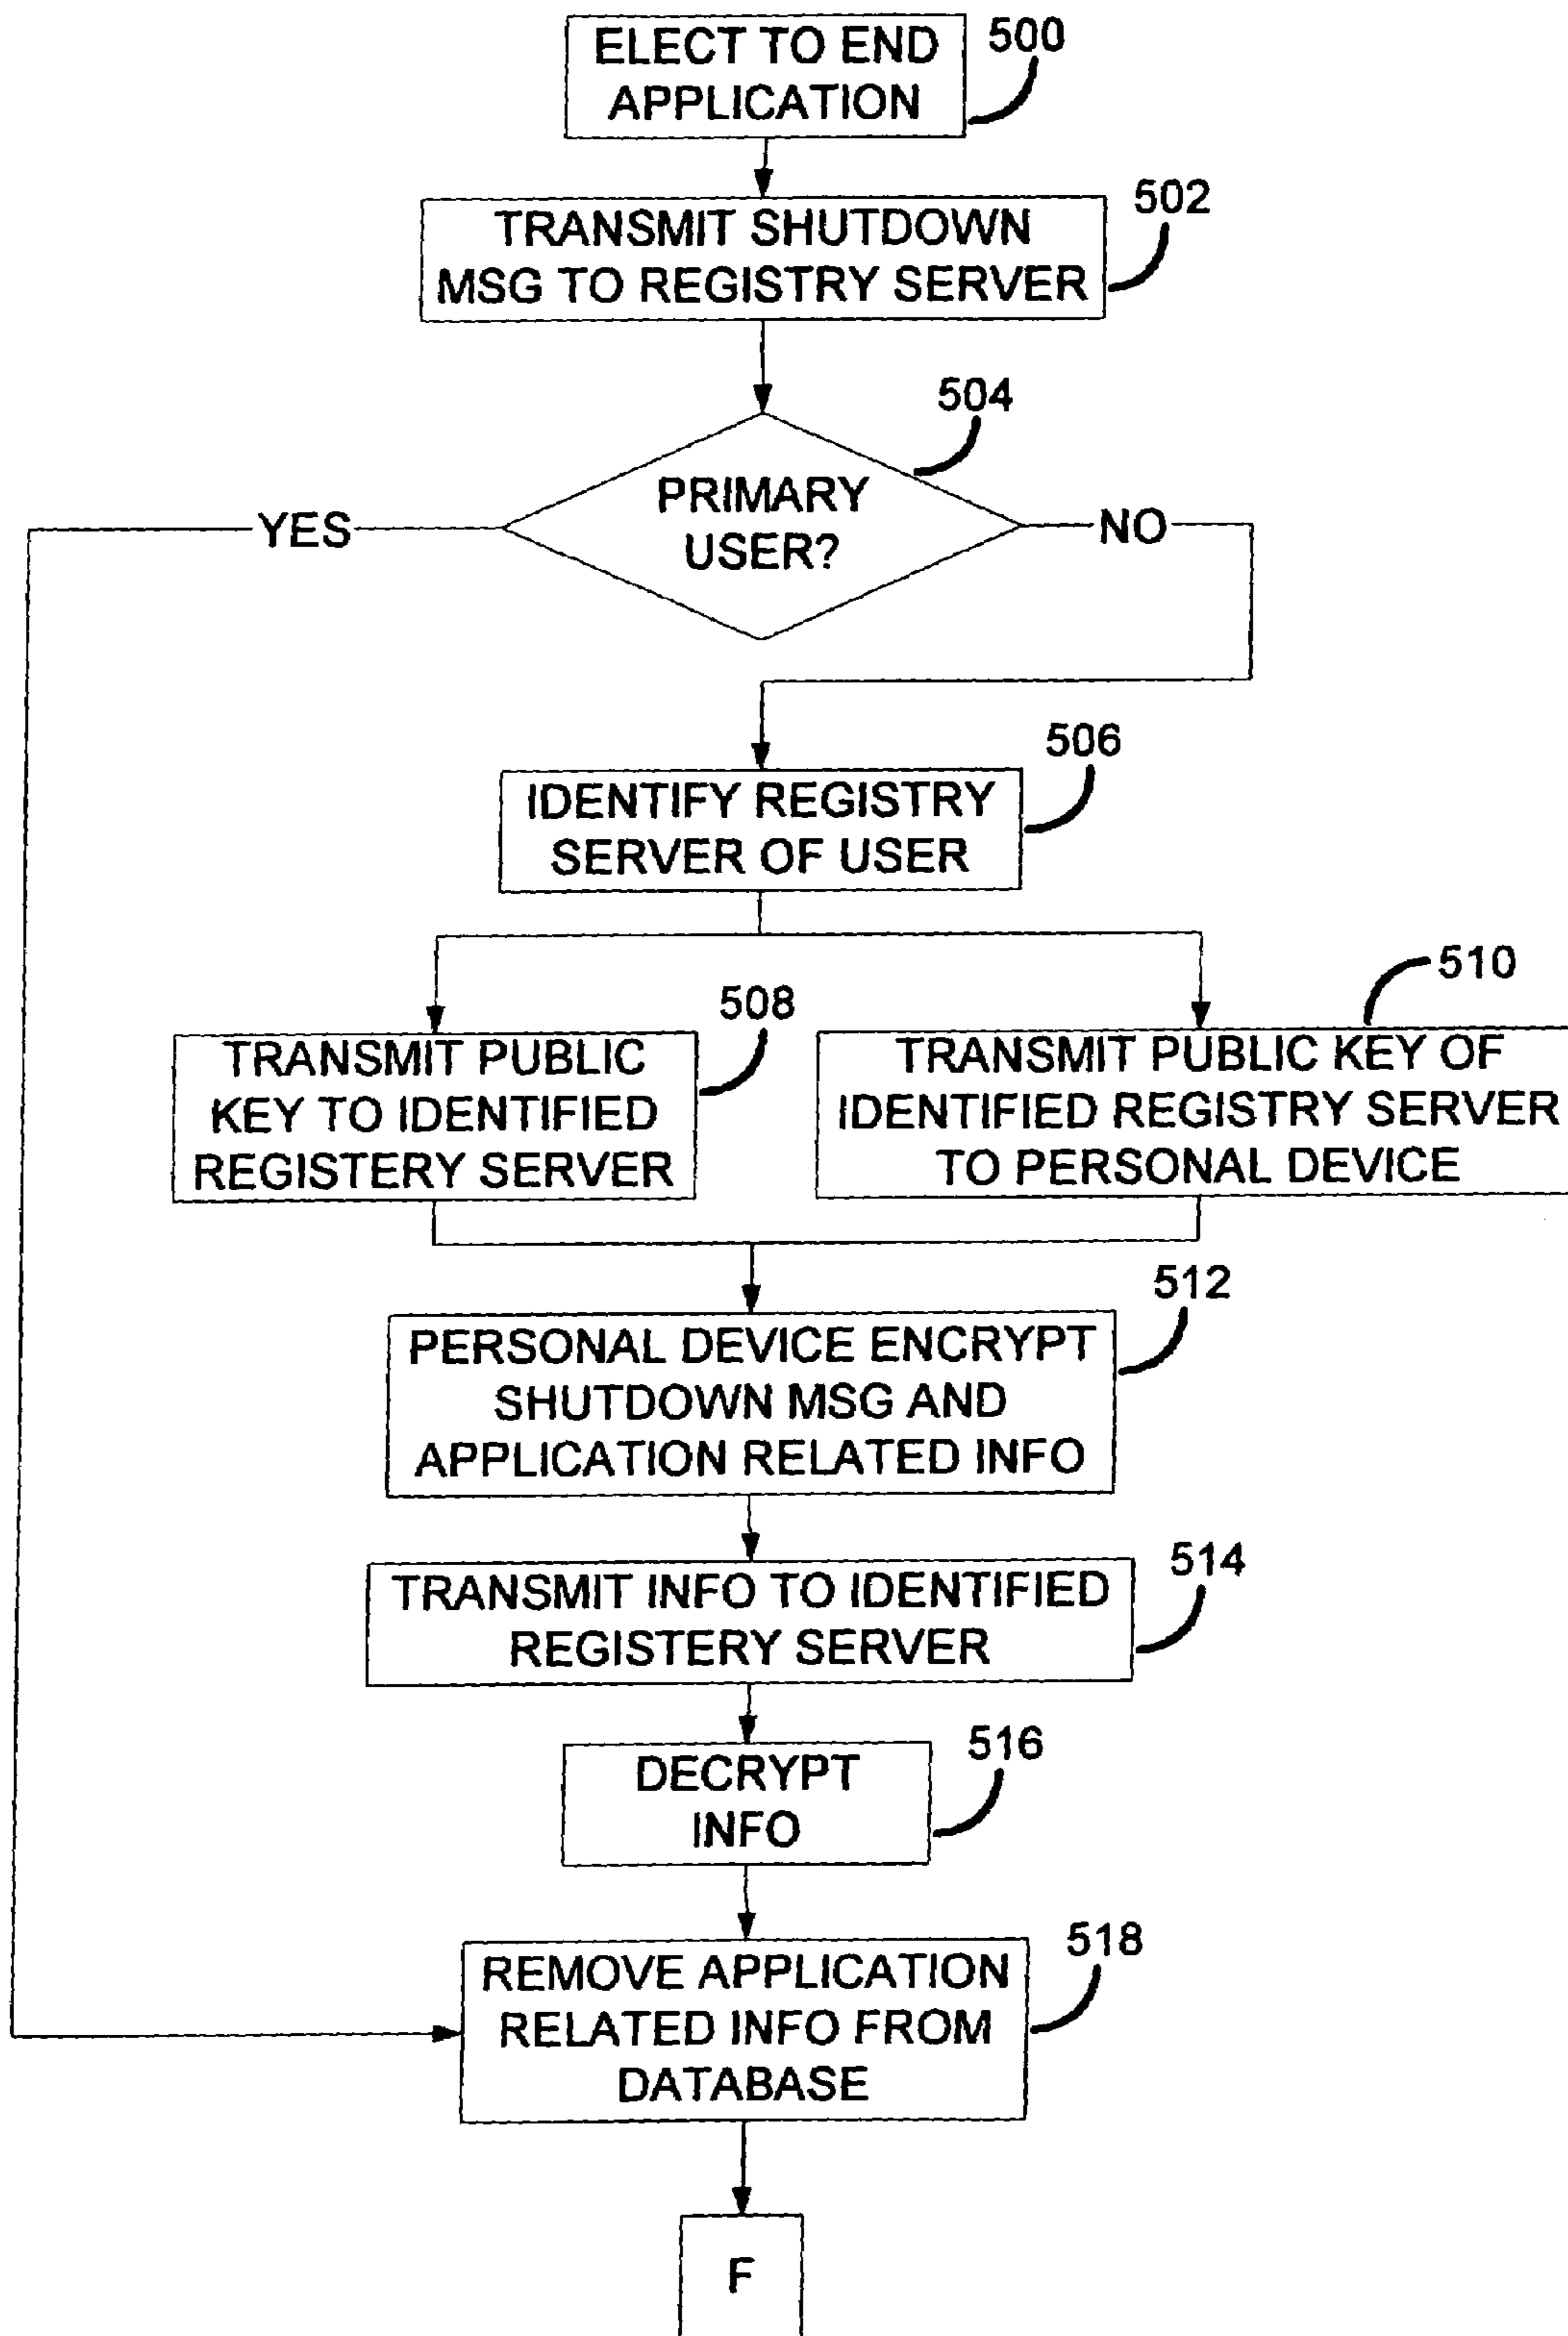 ELECT TO END
APPLICATION
500
TRANSMIT SHUTDOWN
MSG TO REGISTRY SERVER
502
504
PRIMARY
USER?
YES
NO
506
IDENTIFY REGISTRY
SERVER OF USER
508
510
TRANSMIT PUBLIC
KEY TO IDENTIFIED
REGISTERY SERVER
TRANSMIT PUBLIC KEY OF
IDENTIFIED REGISTRY SERVER
TO PERSONAL DEVICE
512
PERSONAL DEVICE ENCRYPT
SHUTDOWN MSG AND
APPLICATION RELATED INFO
514
TRANSMIT INFO TO IDENTIFIED
REGISTERY SERVER
516
DECRYPT
INFO
518
REMOVE APPLICATION
RELATED INFO FROM
DATABASE
F